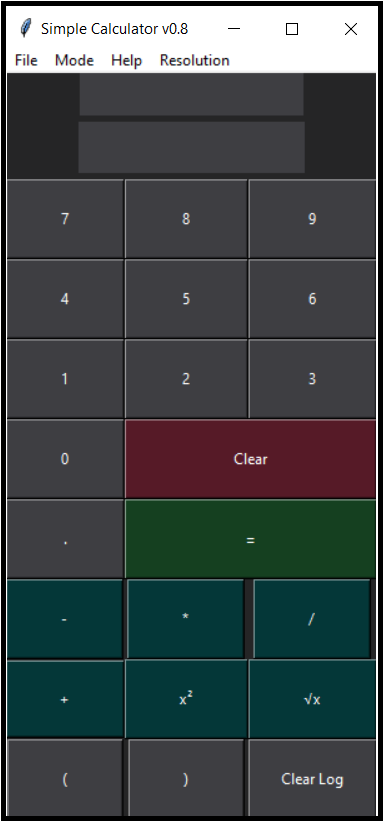 Simple Calculator v0.8
File Mode Help Resolution
7 8 9
4 5 6
1 2 3
0 Clear
. =
- * /
+ x² √x
( ) Clear Log